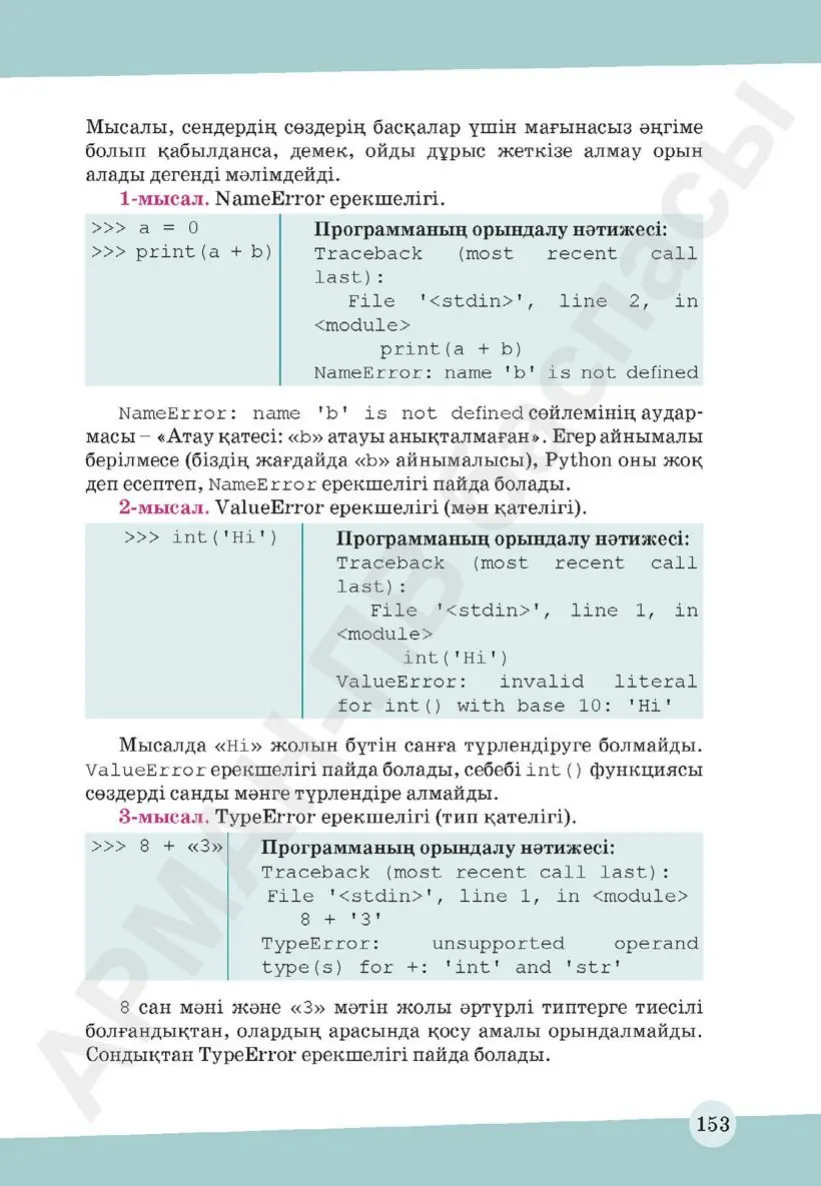 Мысалы, сендердің сөздерің басқалар үшін мағынасыз әңгіме
болып қабылданса, демек, ойды дұрыс жеткізе алмау орын
алады дегенді мәлімдейді.
1-мысал. NameError ерекшелігі.
>>> a = 0
>>> print(a + b)
Программаның орындалу нәтижесі:
Traceback (most recent call
last):
File '<stdin>', line 2, in
<module>
print(a + b)
NameError: name 'b' is not defined
NameError: name 'b' is not defined сөйлемінің аудар-
масы – «Атау қатесі: «b» атауы анықталмаған». Егер айнымалы
берілмесе (біздің жағдайда «b» айнымалысы), Python оны жоқ
деп есептеп, NameError ерекшелігі пайда болады.
2-мысал. ValueError ерекшелігі (мән қателігі).
>>> int('Hi')
Программаның орындалу нәтижесі:
Traceback (most recent call
last):
File '<stdin>', line 1, in
<module>
int('Hi')
ValueError: invalid literal
for int() with base 10: 'Hi'
Мысалда «Hi» жолын бүтін санға түрлендіруге болмайды.
ValueError ерекшелігі пайда болады, себебі int() функциясы
сөздерді санды мәнге түрлендіре алмайды.
3-мысал. TypeError ерекшелігі (тип қателігі).
>>> 8 + «3»
Программаның орындалу нәтижесі:
Traceback (most recent call last):
File '<stdin>', line 1, in <module>
8 + '3'
TypeError: unsupported operand
type(s) for +: 'int' and 'str'
8 сан мәні және «3» мәтін жолы әртүрлі типтерге тиесілі
болғандықтан, олардың арасында қосу амалы орындалмайды.
Сондықтан TypeError ерекшелігі пайда болады.
153
АРМАН-ПВ баспасы